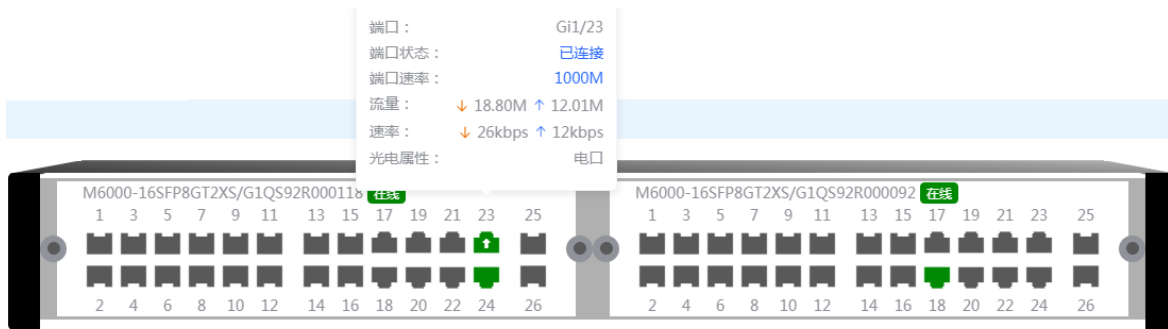 端口： Gi1/23
端口状态： 已连接
端口速率： 1000M
流量： ↓ 18.80M ↑ 12.01M
速率： ↓ 26kbps ↑ 12kbps
光电属性： 电口
M6000-16SFP8GT2XS/G1QS92R000118 在线
1 3 5 7 9 11 13 15 17 19 21 23 25
2 4 6 8 10 12 14 16 18 20 22 24 26
M6000-16SFP8GT2XS/G1QS92R000092 在线
1 3 5 7 9 11 13 15 17 19 21 23 25
2 4 6 8 10 12 14 16 18 20 22 24 26